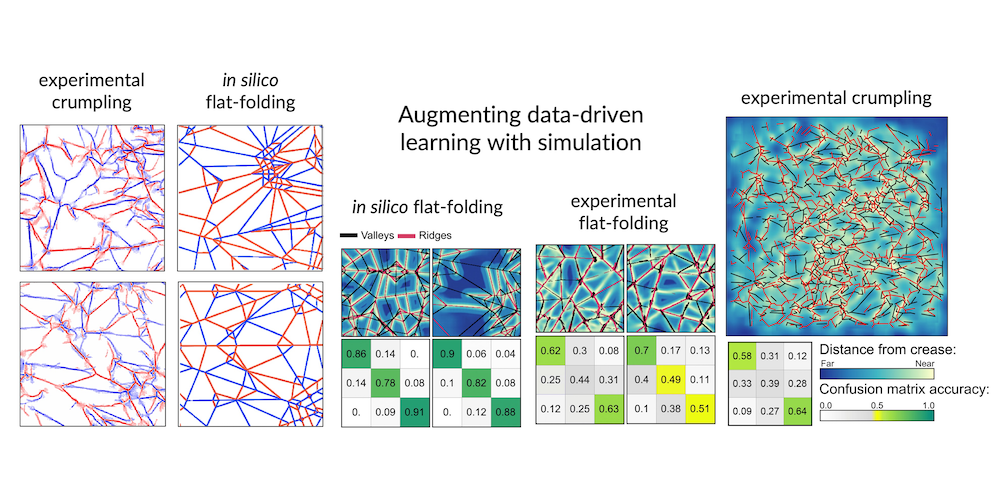 experimental
crumpling
in silico
flat-folding
Augmenting data-driven
learning with simulation
in silico flat-folding
Valleys Ridges
0.86 0.14 0.
0.14 0.78 0.08
0. 0.09 0.91
0.9 0.06 0.04
0.1 0.82 0.08
0. 0.12 0.88
experimental
flat-folding
0.62 0.3 0.08
0.25 0.44 0.31
0.12 0.25 0.63
0.7 0.17 0.13
0.4 0.49 0.11
0.1 0.38 0.51
experimental crumpling
0.58 0.31 0.12
0.33 0.39 0.28
0.09 0.27 0.64
Distance from crease:
Far Near
Confusion matrix accuracy:
0.0 0.5 1.0